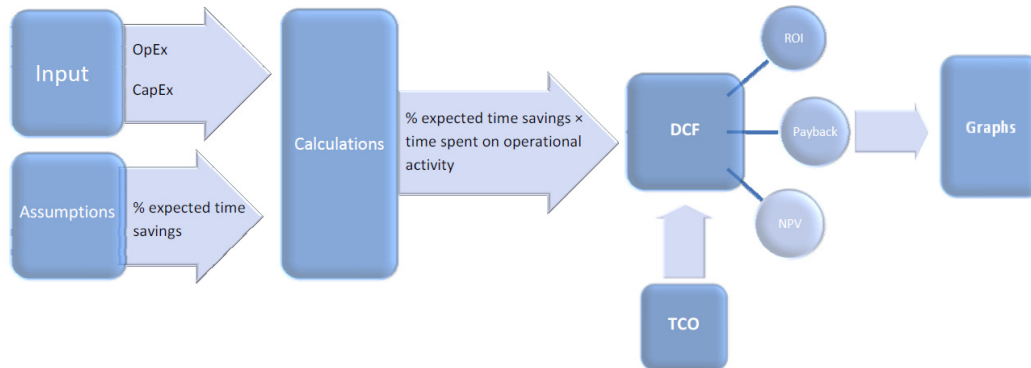 Input
OpEx
CapEx
Assumptions
% expected time
savings
Calculations
% expected time savings ×
time spent on operational
activity
DCF
ROI
Payback
NPV
TCO
Graphs